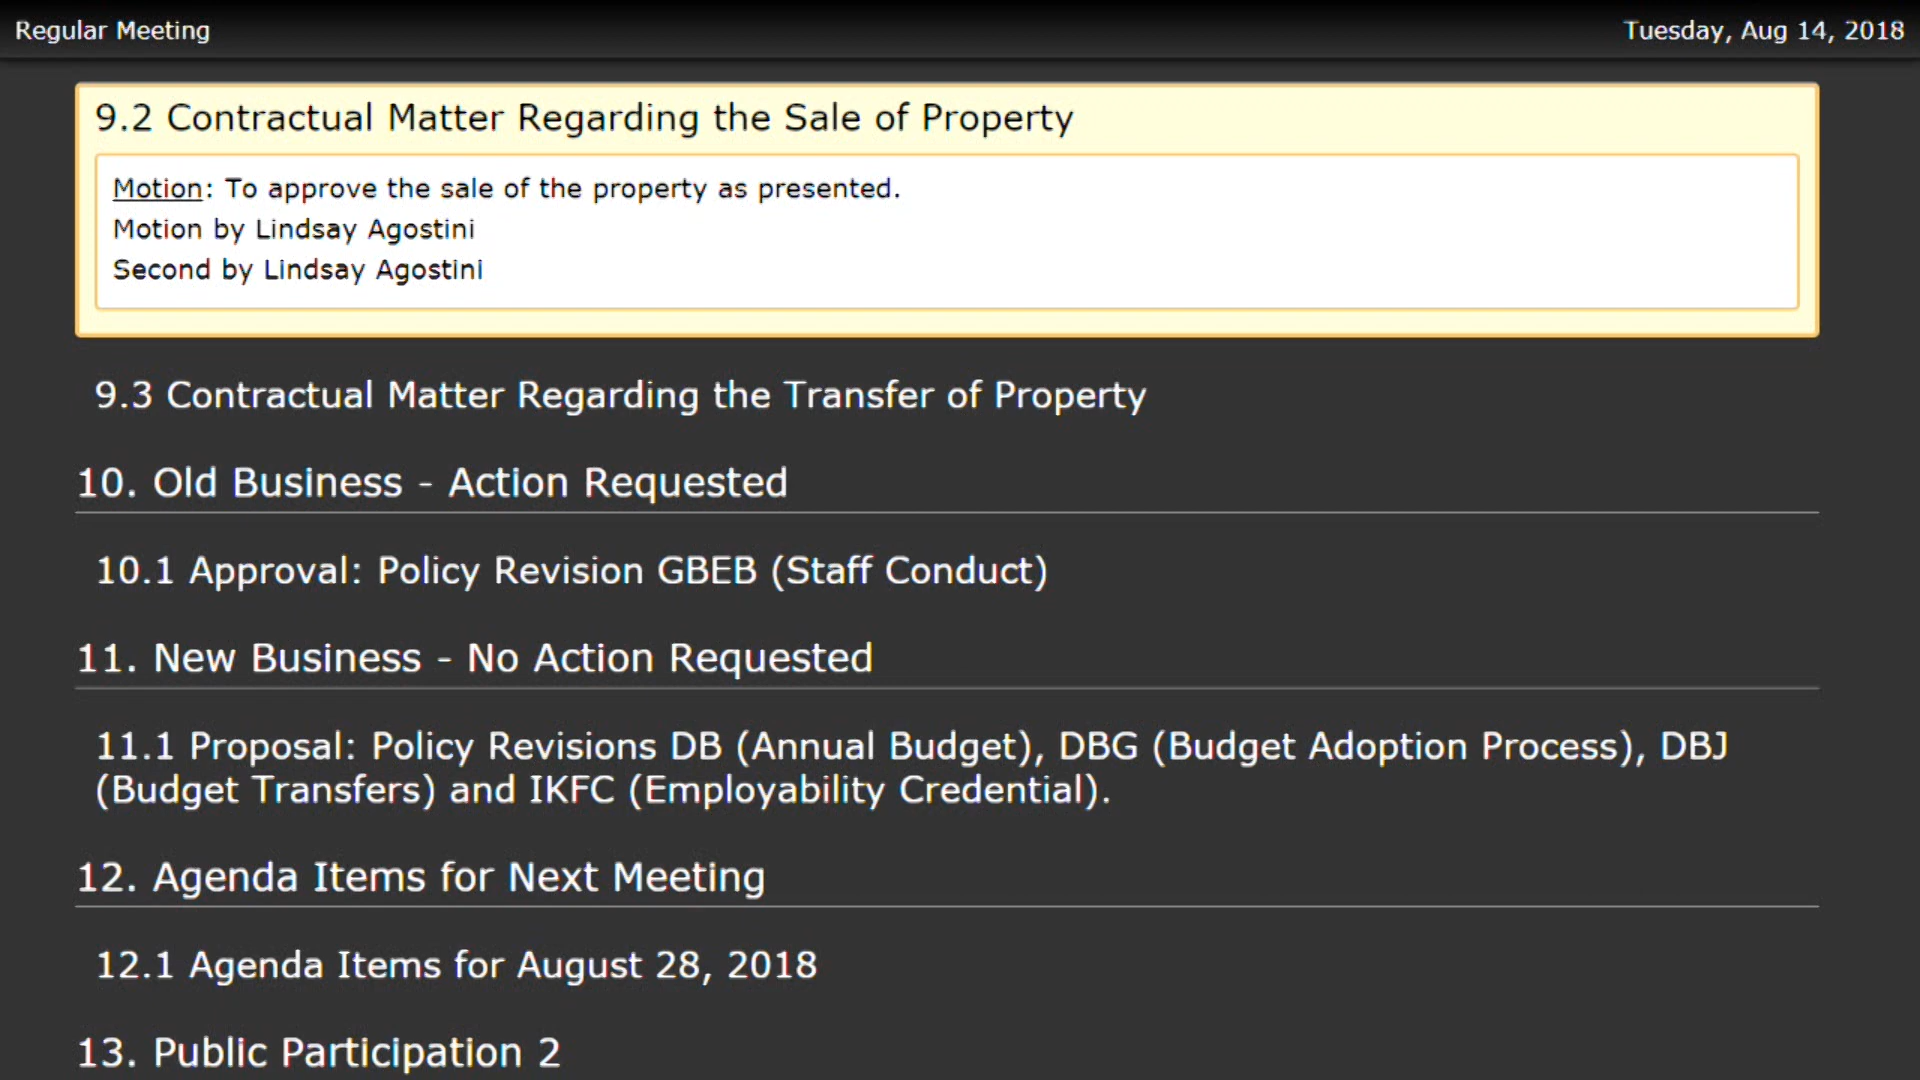 Regular Meeting
Tuesday, Aug 14, 2018
9.2 Contractual Matter Regarding the Sale of Property
Motion: To approve the sale of the property as presented.
Motion by Lindsay Agostini
Second by Lindsay Agostini
9.3 Contractual Matter Regarding the Transfer of Property
10. Old Business - Action Requested
10.1 Approval: Policy Revision GBEB (Staff Conduct)
11. New Business - No Action Requested
11.1 Proposal: Policy Revisions DB (Annual Budget), DBG (Budget Adoption Process), DBJ
(Budget Transfers) and IKFC (Employability Credential).
12. Agenda Items for Next Meeting
12.1 Agenda Items for August 28, 2018
13. Public Participation 2